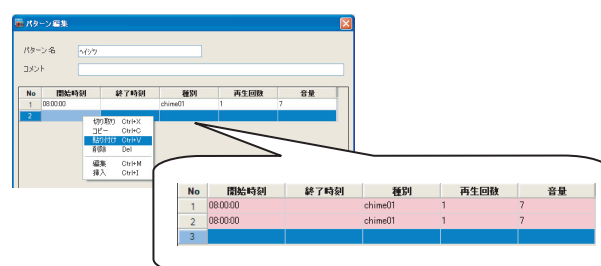 パターン編集
パターン名 ヘイジツ
コメント
No 開始時刻 終了時刻 種別 再生回数 音量
1 08:00:00 chime01 1 7
2
切り取り Ctrl+X
コピー Ctrl+C
貼り付け Ctrl+V
削除 Del
編集 Ctrl+M
挿入 Ctrl+I
No 開始時刻 終了時刻 種別 再生回数 音量
1 08:00:00 chime01 1 7
2 08:00:00 chime01 1 7
3